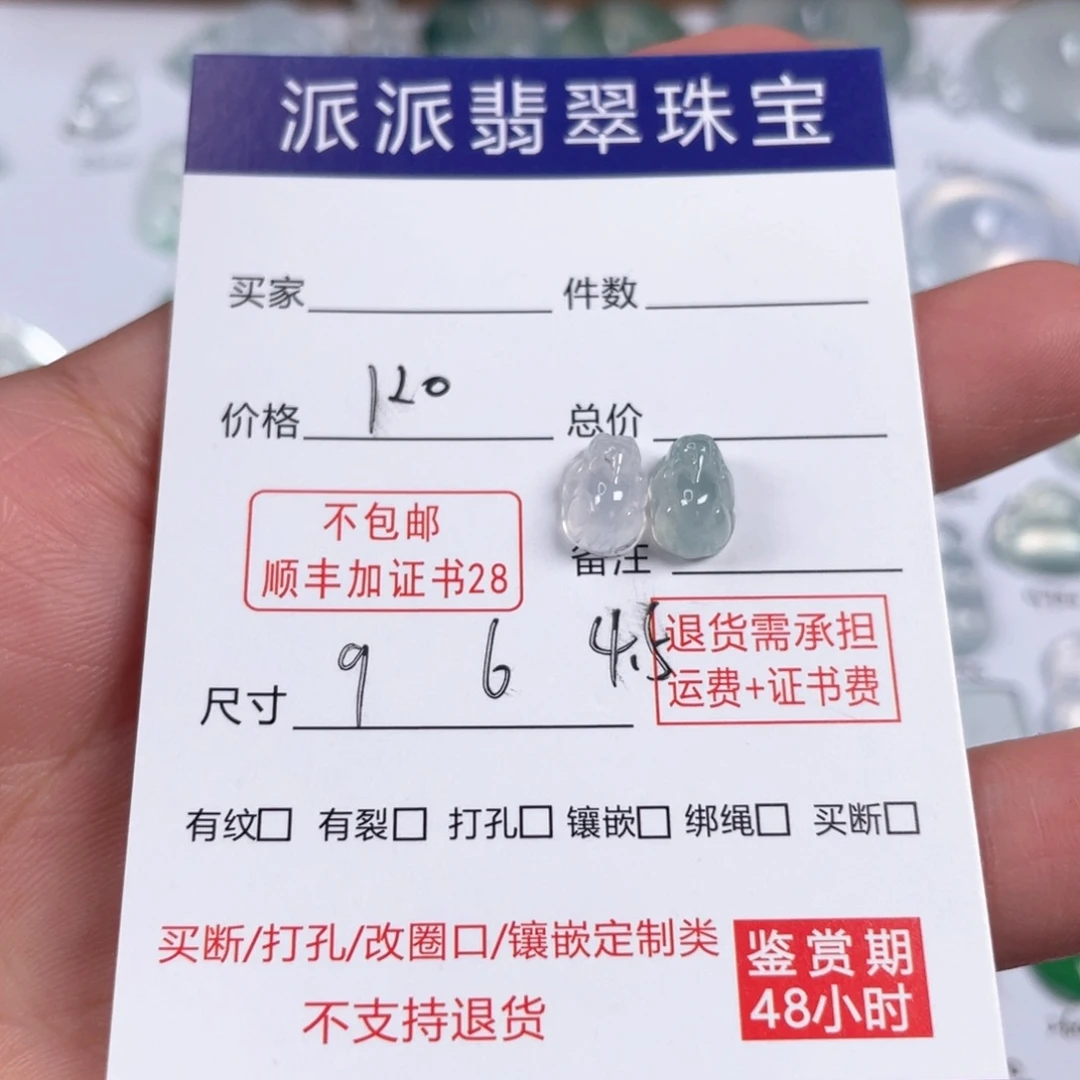 派派翡翠珠宝
买家 件数
价格 120 总价
不包邮
顺丰加证书28
备注
9 6 4.5
尺寸
退货需承担
运费+证书费
有纹□ 有裂□ 打孔□ 镶嵌□ 绑绳□ 买断□
买断/打孔/改圈口/镶嵌定制类
不支持退货
鉴赏期
48小时